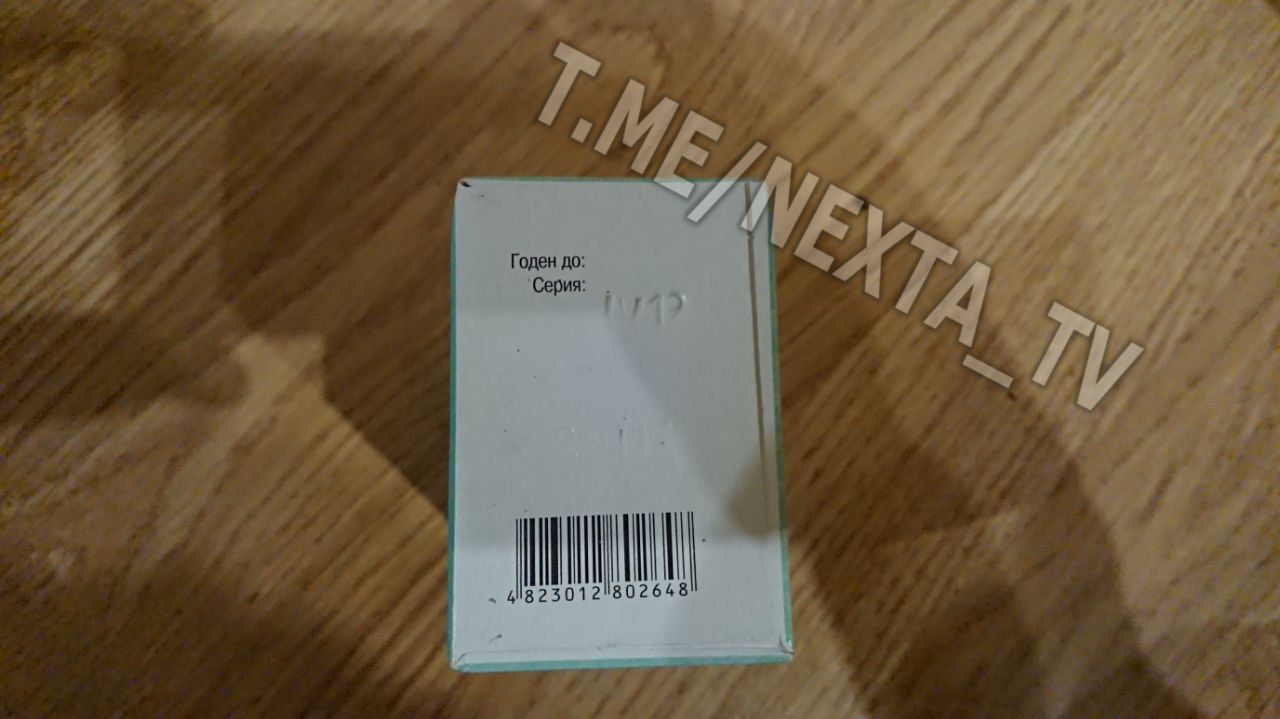 T.ME/NEXTA_TV
Годен до:
Серия:
4 823012 802648